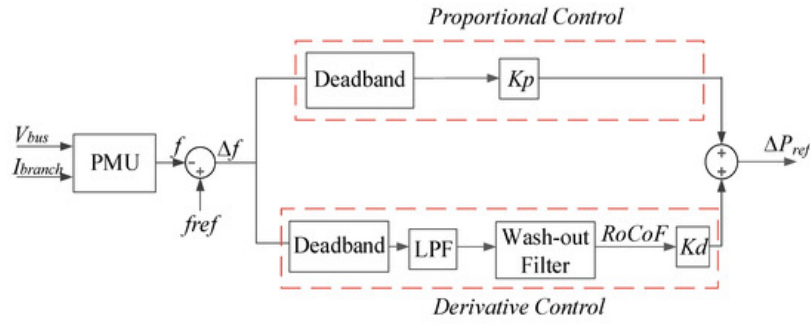 Proportional Control
Deadband
Kp
Vbus
Ibranch
PMU
f
-
+
Δf
fref
+
+
ΔPref
Deadband
LPF
Wash-out
Filter
RoCoF
Kd
Derivative Control